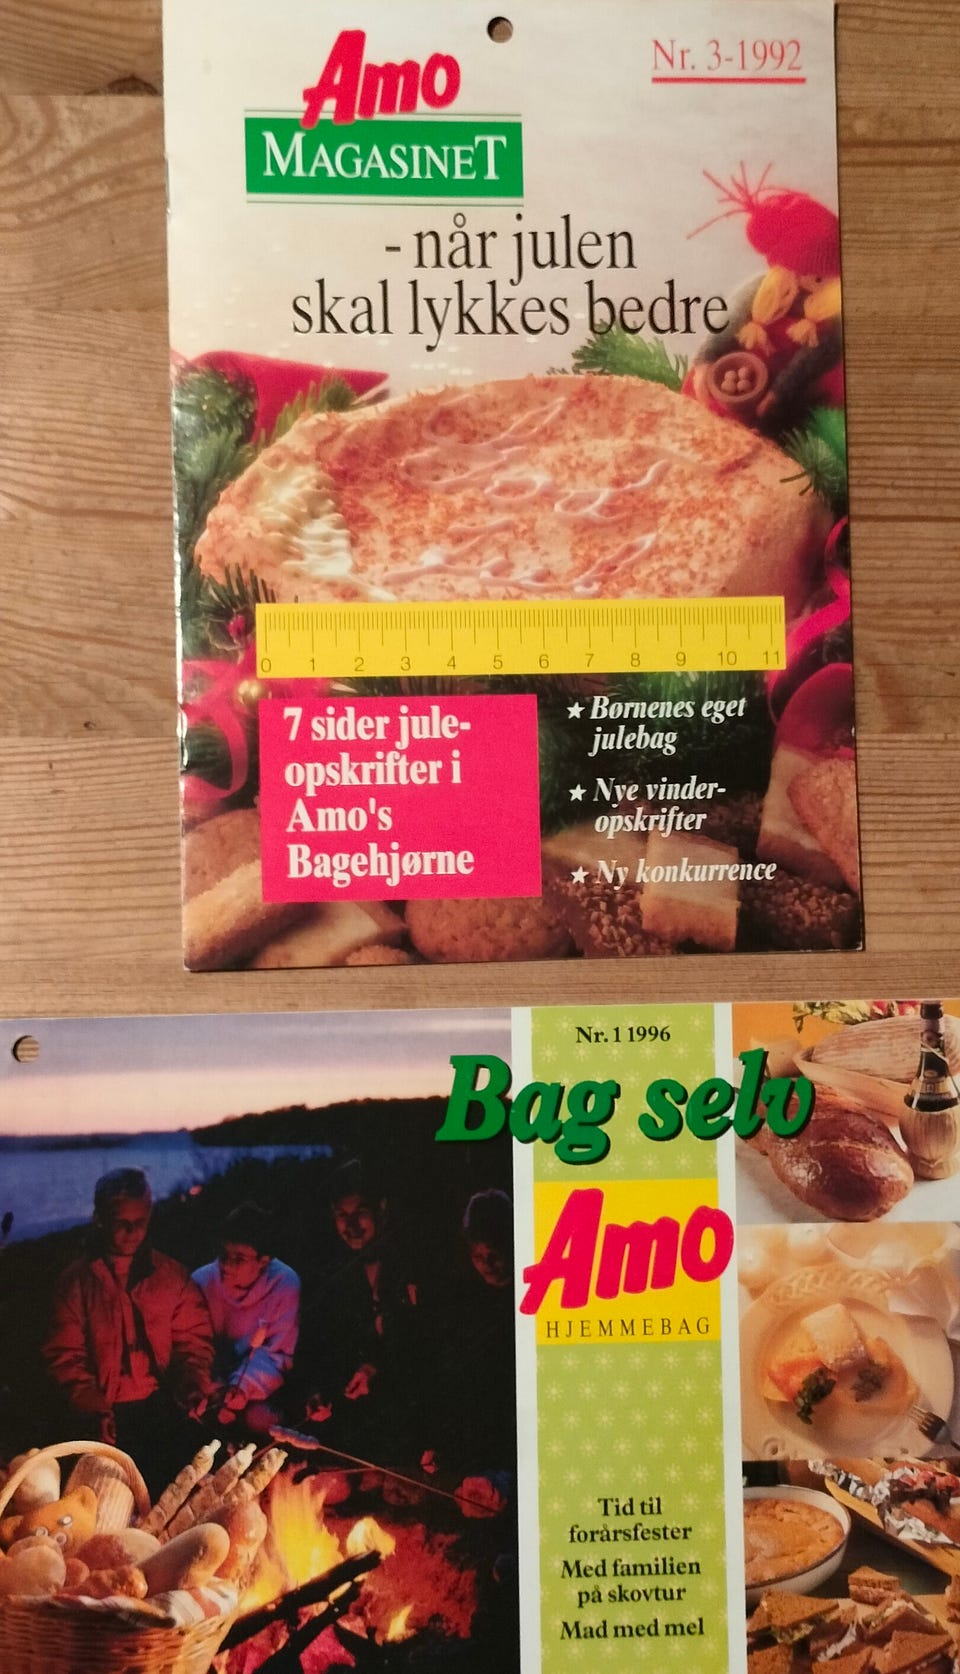 Amo
MAGASINET
Nr. 3-1992
- når julen
skal lykkes bedre
God
Jul
0 1 2 3 4 5 6 7 8 9 10 11
7 sider jule-
opskrifter i
Amo's
Bagehjørne
★ Børnenes eget
julebag
★ Nye vinder-
opskrifter
★ Ny konkurrence
Nr. 1 1996
Bag selv
Amo
HJEMMEBAG
Tid til
forårsfester
Med familien
på skovtur
Mad med mel